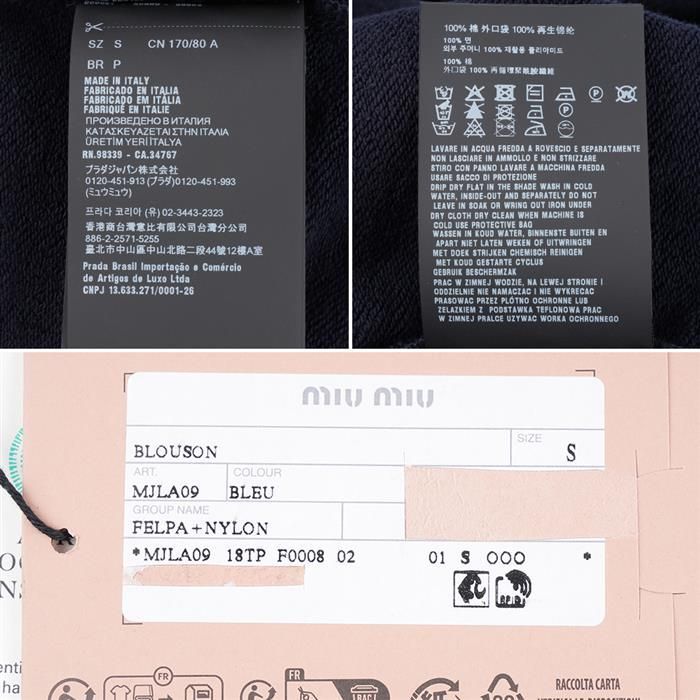 SZ S CN 170/80 A
BR P
MADE IN ITALY
FABRICADO EN ITALIA
FABRICADO EM ITÁLIA
FABRIQUÉ EN ITALIE
ПРОИЗВЕДЕНО В ИТАЛИЯ
ΚΑΤΑΣΚΕΥΑΖΕΤΑΙ ΣΤΗΝ ΙΤΑΛΙΑ
ÜRETİM YERİ İTALYA
RN.98339 - CA.34767
プラダジャパン株式会社
0120-451-913 (プラダ) 0120-451-993
(ミュウミュウ)
프라다 코리아 (유) 02-3443-2323
香港商台灣意比有限公司台灣分公司
886-2-2571-5255
臺北市中山區中山北路二段44號12樓A室
Prada Brasil Importação e Comércio
de Artigos de Luxo Ltda
CNPJ 13.633.271/0001-26
100% 棉 外口袋 100% 再生锦纶
100% 면
외부 주머니 100% 재활용 폴리아미드
100% 棉
外口袋 100% 再循環聚酰胺纖維
LAVARE IN ACQUA FREDDA A ROVESCIO E SEPARATAMENTE
NON LASCIARE IN AMMOLLO E NON STRIZZARE
STIRO CON PANNO LAVARE A MACCHINA FREDDA
USARE SACCO DI PROTEZIONE
DRIP DRY FLAT IN THE SHADE WASH IN COLD
WATER, INSIDE-OUT AND SEPARATELY DO NOT
LEAVE IN SOAK OR WRING OUT IRON UNDER
DRY CLOTH DRY CLEAN WHEN MACHINE IS
COLD USE PROTECTIVE BAG
WASSEN IN KOUD WATER, BINNENSTE BUITEN EN
APART NIET LATEN WEKEN OF UITWRINGEN
MET DOEK STRIJKEN CHEMISCH REINIGEN
MET KOUD GESTARTE CYCLUS
GEBRUIK BESCHERMZAK
PRAC W ZIMNEJ WODZIE, NA LEWEJ STRONIE I
ODDZIELNIE NIE NAMACZAC I NIE WYKRECAC
PRASOWAC PRZEZ PŁÓTNO OCHRONNE LUB
ZELAZKIEM Z PODSTAWKA TEFLONOWA PRAC
W ZIMNEJ PRALCE UZYWAC WORKA OCHRONNEGO
MIU MIU
BLOUSON
SIZE
S
ART.
COLOUR
MJLA09 BLEU
GROUP NAME
FELPA+NYLON
*MJLA09 18TP F0008 02 01 S 000 *
RFID
FR
FR
RACCOLTA CARTA